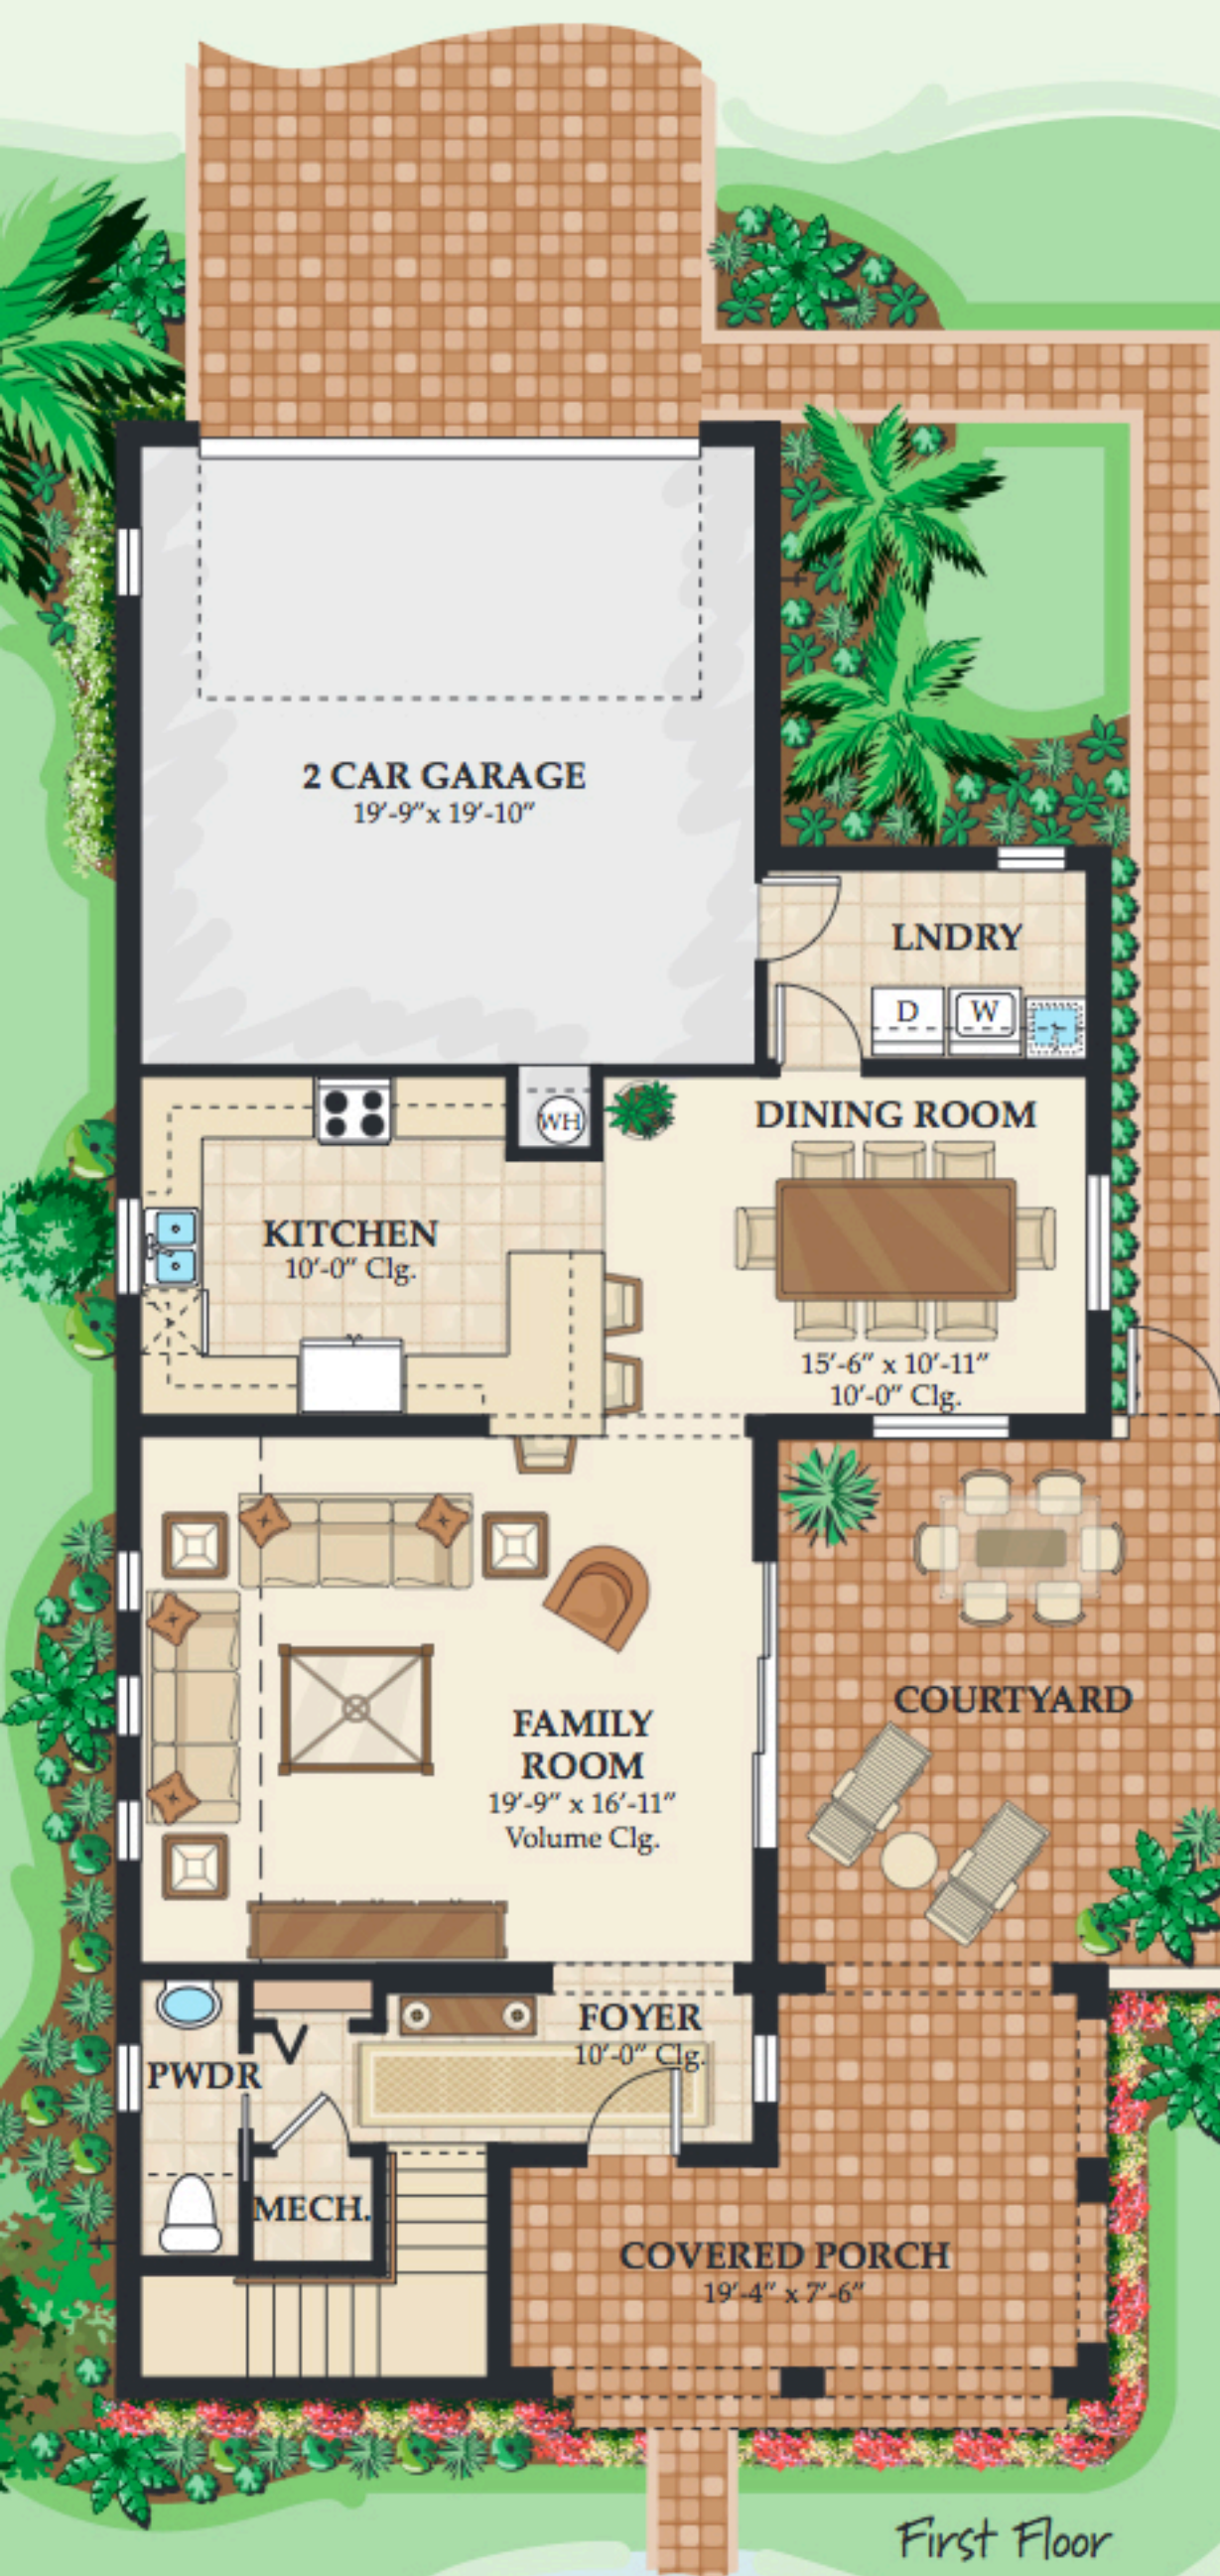 2 CAR GARAGE
19'-9"x 19'-10"
LNDRY
D
W
WH
DINING ROOM
KITCHEN
10'-0" Clg.
15'-6" x 10'-11"
10'-0" Clg.
COURTYARD
FAMILY
ROOM
19'-9" x 16'-11"
Volume Clg.
FOYER
10'-0" Clg.
PWDR
MECH.
COVERED PORCH
19'-4" x 7'-6"
First Floor